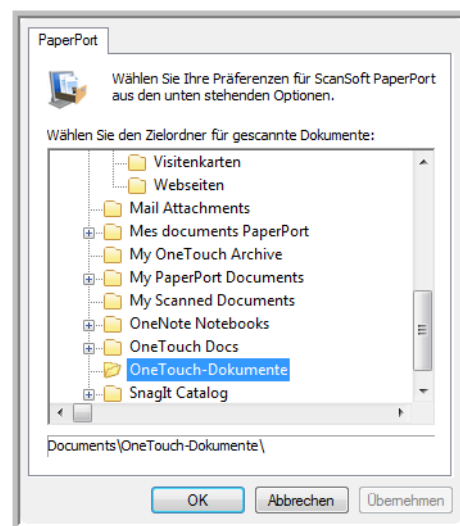 PaperPort
Wählen Sie Ihre Präferenzen für ScanSoft PaperPort
aus den unten stehenden Optionen.
Wählen Sie den Zielordner für gescannte Dokumente:
Visitenkarten
Webseiten
Mail Attachments
Mes documents PaperPort
My OneTouch Archive
My PaperPort Documents
My Scanned Documents
OneNote Notebooks
OneTouch Docs
OneTouch-Dokumente
SnagIt Catalog
Documents\OneTouch-Dokumente\
OK Abbrechen Übernehmen